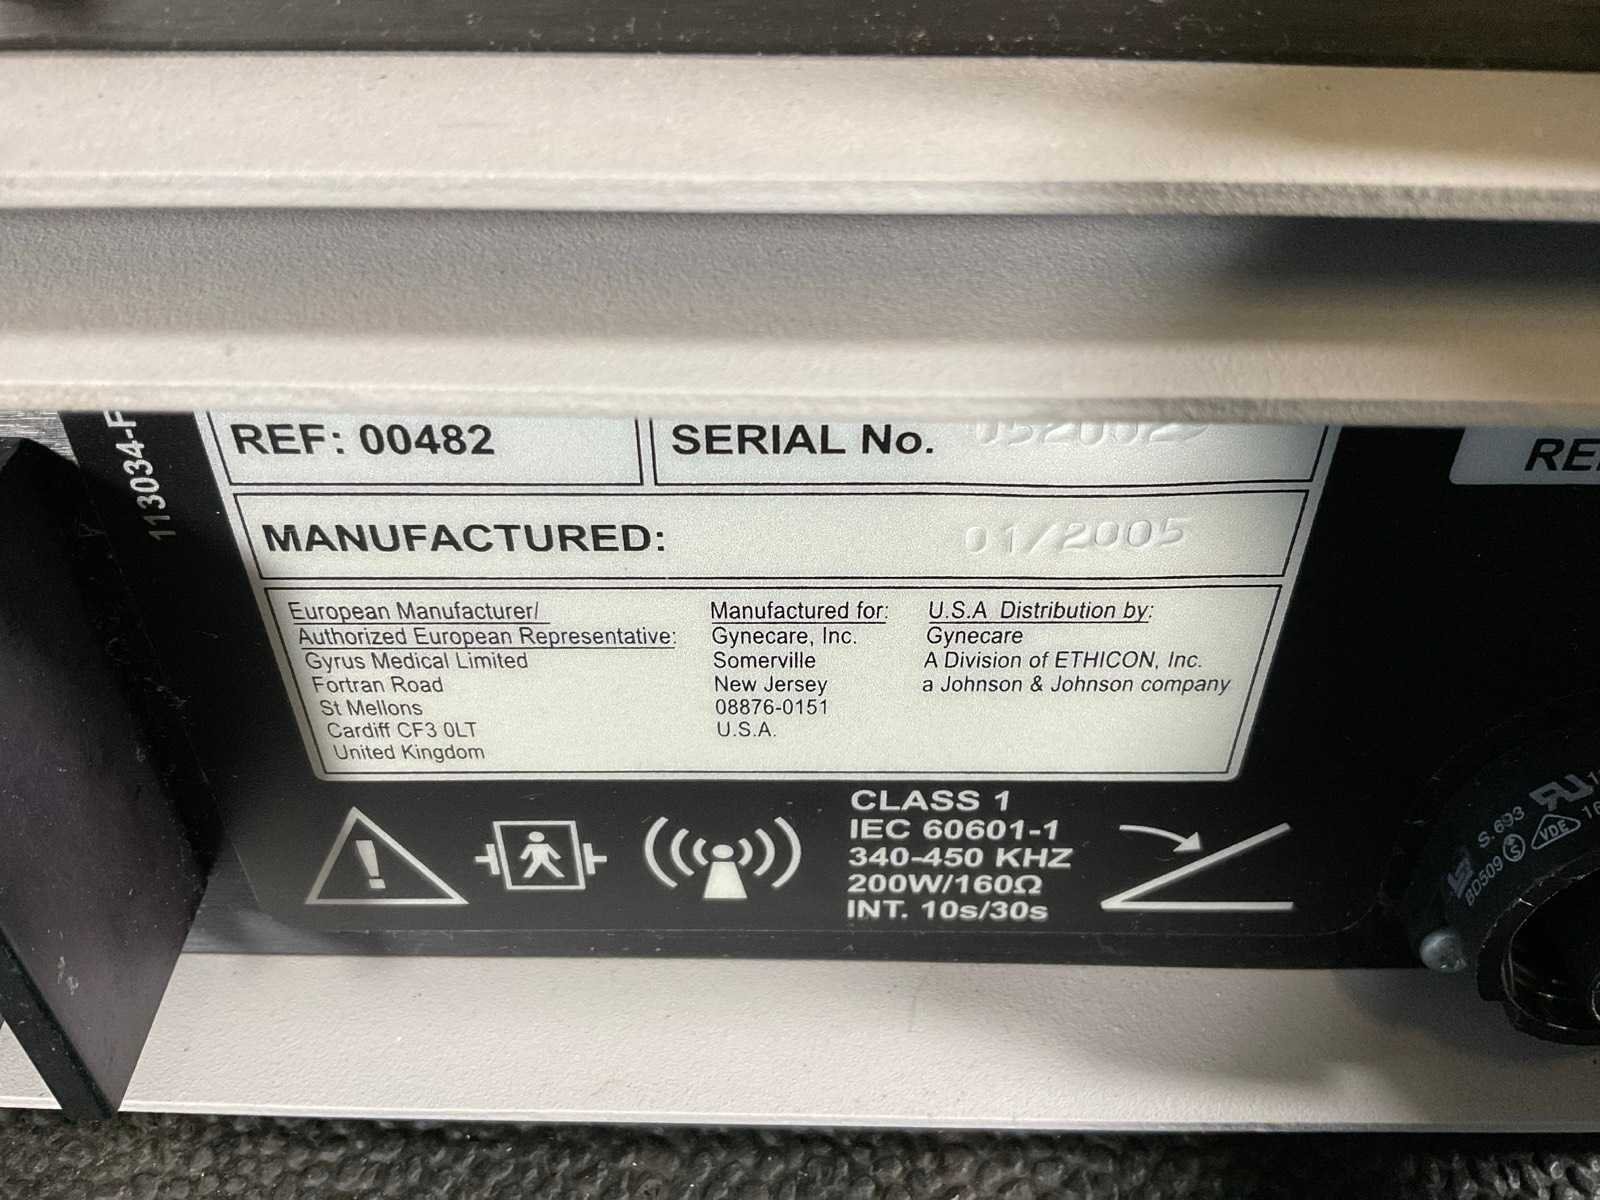 113034-F
REF: 00482
SERIAL No.
MANUFACTURED: 01/2005
European Manufacturer/
Authorized European Representative:
Gyrus Medical Limited
Fortran Road
St Mellons
Cardiff CF3 0LT
United Kingdom
Manufactured for:
Gynecare, Inc.
Somerville
New Jersey
08876-0151
U.S.A.
U.S.A Distribution by:
Gynecare
A Division of ETHICON, Inc.
a Johnson & Johnson company
CLASS 1
IEC 60601-1
340-450 KHZ
200W/160Ω
INT. 10s/30s
S.693
BD509
VDE